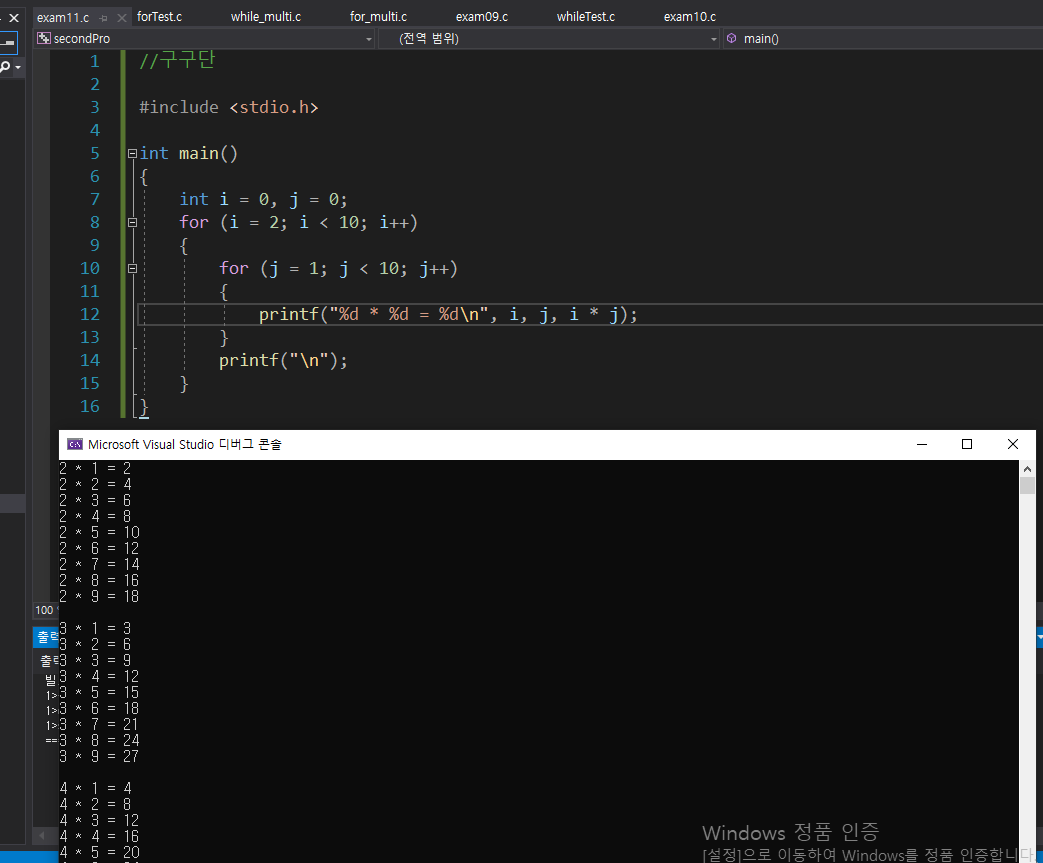 exam11.c forTest.c while_multi.c for_multi.c exam09.c whileTest.c exam10.c
secondPro (전역 범위) main()
1 //구구단
2
3 #include <stdio.h>
4
5 int main()
6 {
7 int i = 0, j = 0;
8 for (i = 2; i < 10; i++)
9 {
10 for (j = 1; j < 10; j++)
11 {
12 printf("%d * %d = %d\n", i, j, i * j);
13 }
14 printf("\n");
15 }
16 }
Microsoft Visual Studio 디버그 콘솔
2 * 1 = 2
2 * 2 = 4
2 * 3 = 6
2 * 4 = 8
2 * 5 = 10
2 * 6 = 12
2 * 7 = 14
2 * 8 = 16
2 * 9 = 18
100
3 * 1 = 3
출력
3 * 2 = 6
3 * 3 = 9
3 * 4 = 12
빌
3 * 5 = 15
1>
3 * 6 = 18
1>
3 * 7 = 21
1>
3 * 8 = 24
==
3 * 9 = 27
4 * 1 = 4
4 * 2 = 8
4 * 3 = 12
4 * 4 = 16
4 * 5 = 20
Windows 정품 인증
[설정]으로 이동하여 Windows를 정품 인증합니다